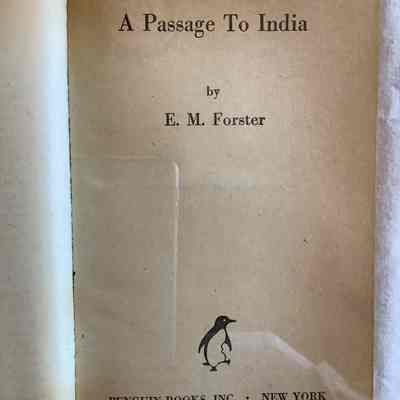 A Passage To India
by
E. M. Forster
PENGUIN BOOKS, INC. · NEW YORK